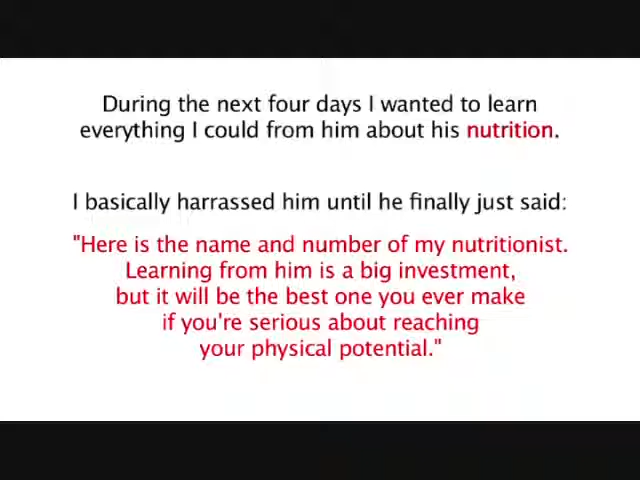 During the next four days I wanted to learn
everything I could from him about his nutrition.
I basically harrassed him until he finally just said:
"Here is the name and number of my nutritionist.
Learning from him is a big investment,
but it will be the best one you ever make
if you're serious about reaching
your physical potential."